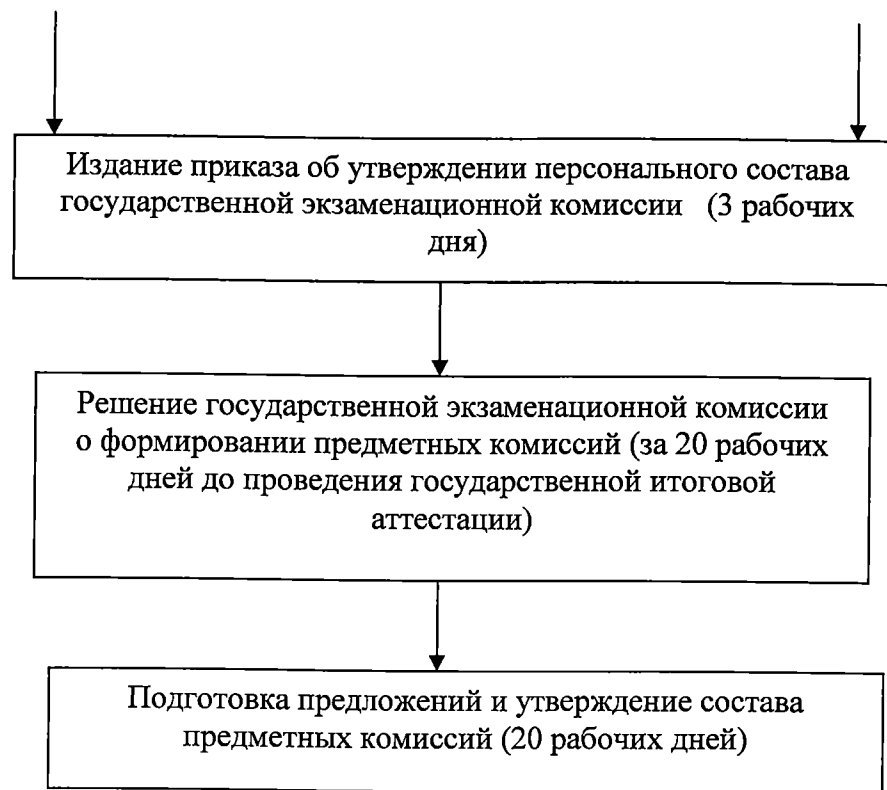 Издание приказа об утверждении персонального состава
государственной экзаменационной комиссии (3 рабочих
дня)
Решение государственной экзаменационной комиссии
о формировании предметных комиссий (за 20 рабочих
дней до проведения государственной итоговой
аттестации)
Подготовка предложений и утверждение состава
предметных комиссий (20 рабочих дней)